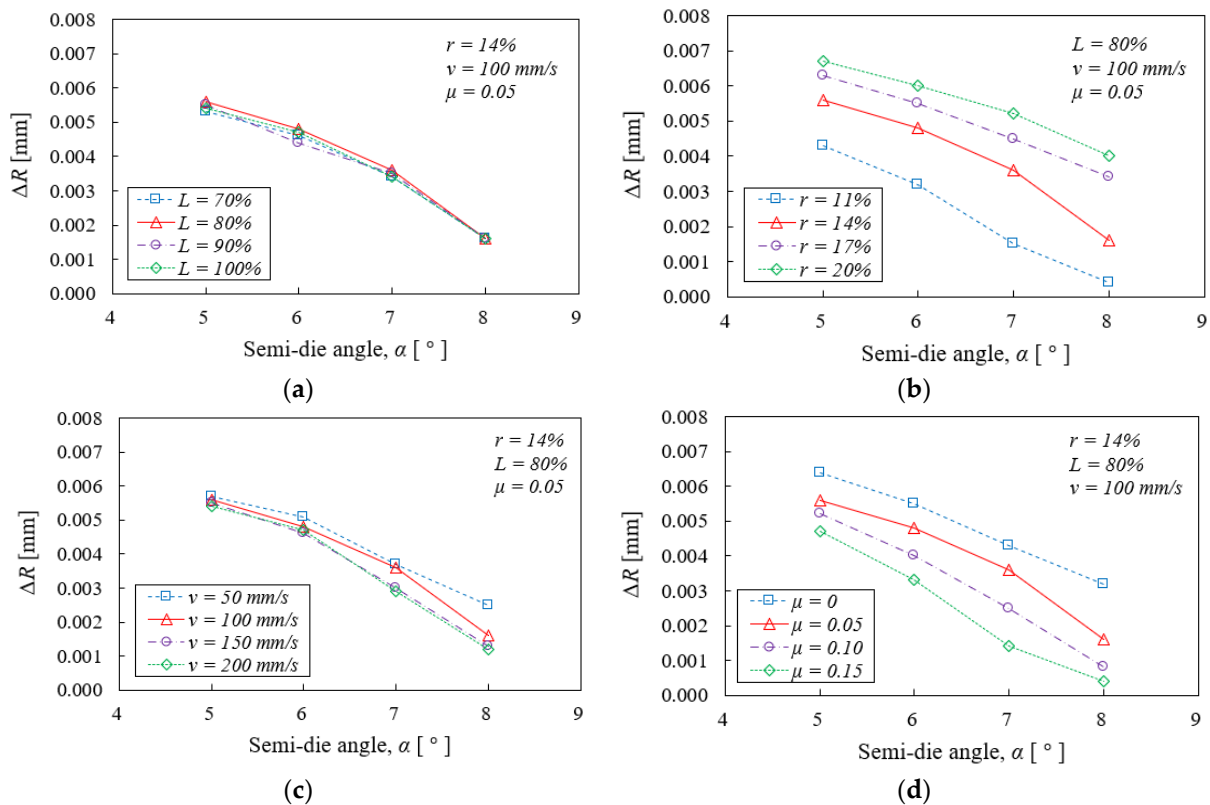 0.008
0.007
0.006
0.005
0.004
0.003
0.002
0.001
0.000
ΔR [mm]
r = 14%
v = 100 mm/s
μ = 0.05
L = 70%
L = 80%
L = 90%
L = 100%
4 5 6 7 8 9
Semi-die angle, α [ ° ]
(a)
0.008
0.007
0.006
0.005
0.004
0.003
0.002
0.001
0.000
ΔR [mm]
L = 80%
v = 100 mm/s
μ = 0.05
r = 11%
r = 14%
r = 17%
r = 20%
4 5 6 7 8 9
Semi-die angle, α [ ° ]
(b)
0.008
0.007
0.006
0.005
0.004
0.003
0.002
0.001
0.000
ΔR [mm]
r = 14%
L = 80%
μ = 0.05
v = 50 mm/s
v = 100 mm/s
v = 150 mm/s
v = 200 mm/s
4 5 6 7 8 9
Semi-die angle, α [ ° ]
(c)
0.008
0.007
0.006
0.005
0.004
0.003
0.002
0.001
0.000
ΔR [mm]
r = 14%
L = 80%
v = 100 mm/s
μ = 0
μ = 0.05
μ = 0.10
μ = 0.15
4 5 6 7 8 9
Semi-die angle, α [ ° ]
(d)